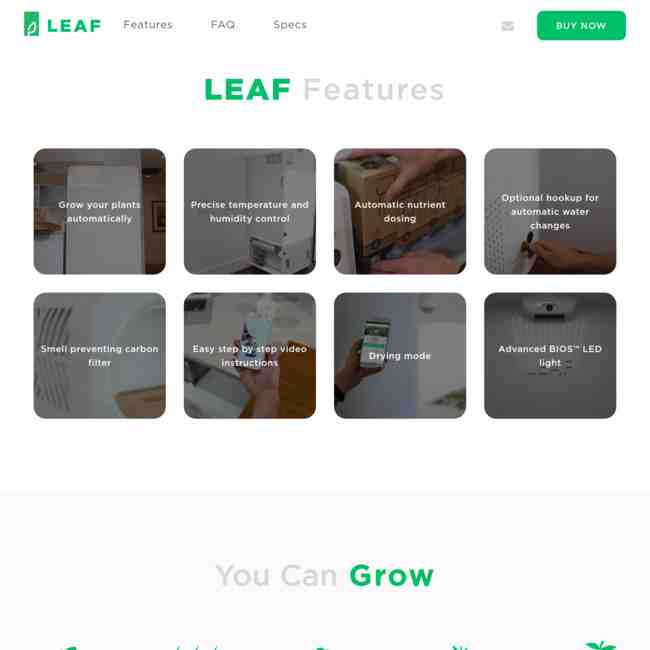 LEAF
Features
FAQ
Specs
BUY NOW
LEAF Features
Grow your plants
automatically
Precise temperature and
humidity control
Automatic nutrient
dosing
Optional hookup for
automatic water
changes
Smell preventing carbon
filter
Easy step by step video
instructions
Drying mode
Advanced BIOS™ LED
light
You Can Grow